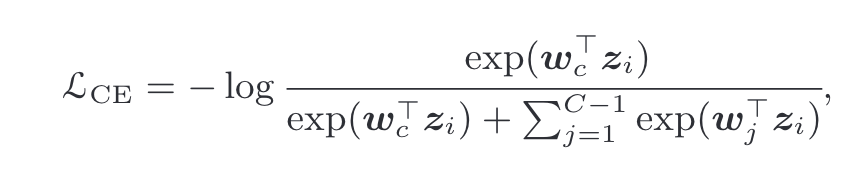 $\mathcal{L}_{\mathrm{CE}} = -\log \frac{\exp(\boldsymbol{w}_c^\top \boldsymbol{z}_i)}{\exp(\boldsymbol{w}_c^\top \boldsymbol{z}_i) + \sum_{j=1}^{C-1} \exp(\boldsymbol{w}_j^\top \boldsymbol{z}_i)},$